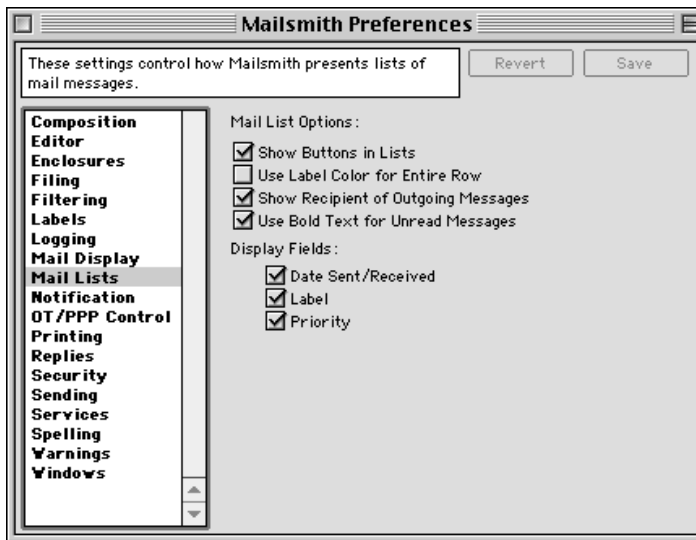 Mailsmith Preferences
These settings control how Mailsmith presents lists of
mail messages.
Revert
Save
Composition
Editor
Enclosures
Filing
Filtering
Labels
Logging
Mail Display
Mail Lists
Notification
OT/PPP Control
Printing
Replies
Security
Sending
Services
Spelling
Warnings
Windows
Mail List Options:
Show Buttons in Lists
Use Label Color for Entire Row
Show Recipient of Outgoing Messages
Use Bold Text for Unread Messages
Display Fields:
Date Sent/Received
Label
Priority